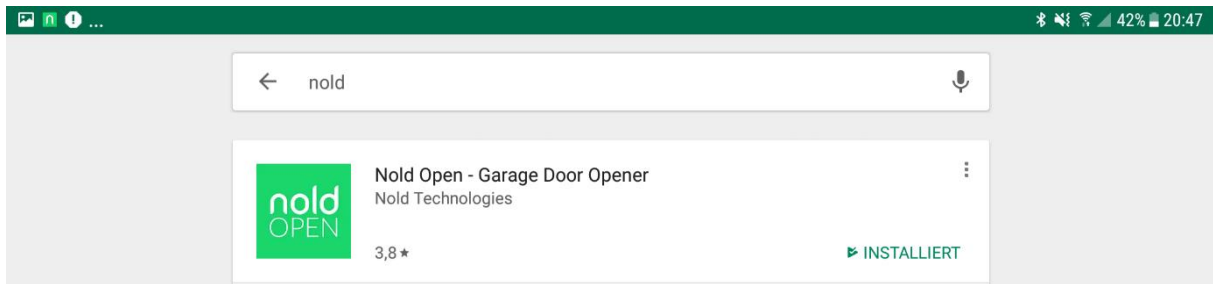 n ! ... 42% 20:47
nold
nold
OPEN
Nold Open - Garage Door Opener
Nold Technologies
3,8★
INSTALLIERT